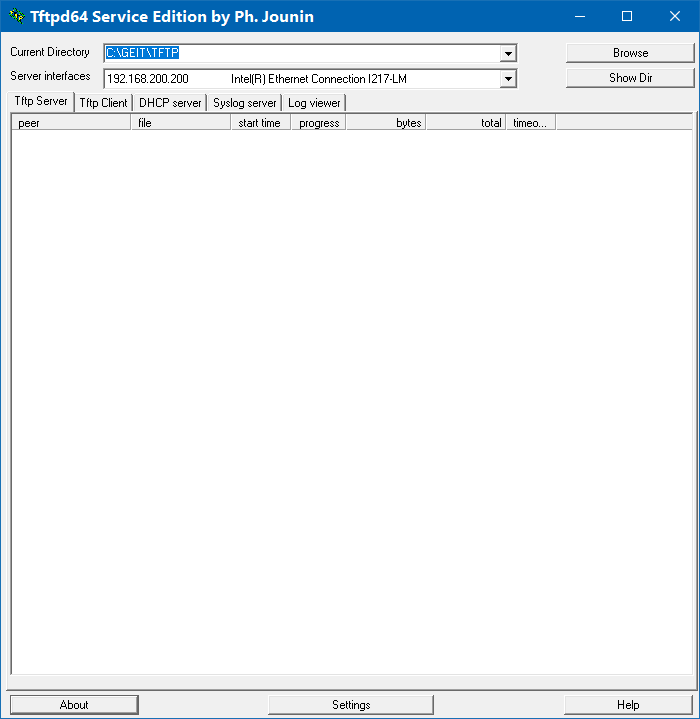 Tftpd64 Service Edition by Ph. Jounin
Current Directory C:\GEIT\TFTP Browse
Server interfaces 192.168.200.200 Intel(R) Ethernet Connection I217-LM Show Dir
Tftp Server Tftp Client DHCP server Syslog server Log viewer
peer file start time progress bytes total timeo...
About Settings Help